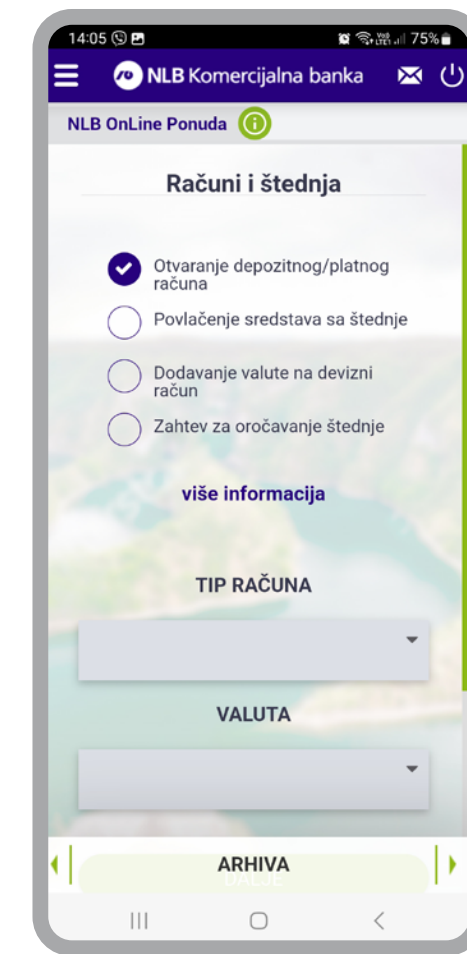 14:05 75%
NLB Komercijalna banka
NLB OnLine Ponuda
Računi i štednja
Otvaranje depozitnog/platnog
računa
Povlačenje sredstava sa štednje
Dodavanje valute na devizni
račun
Zahtev za oročavanje štednje
više informacija
TIP RAČUNA
VALUTA
ARHIVA
DALJE